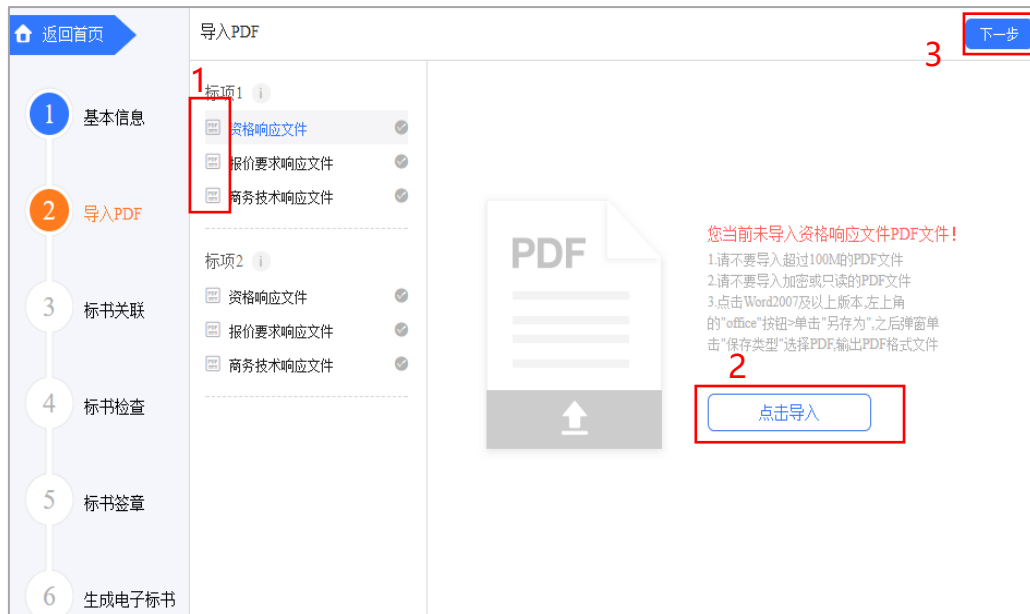 返回首页
导入PDF
下一步
3
1
标项1 i
1 基本信息
资格响应文件
报价要求响应文件
商务技术响应文件
2 导入PDF
标项2 i
资格响应文件
报价要求响应文件
商务技术响应文件
3 标书关联
4 标书检查
5 标书签章
6 生成电子标书
PDF
您当前未导入资格响应文件PDF文件!
1.请不要导入超过100M的PDF文件
2.请不要导入加密或只读的PDF文件
3.点击Word2007及以上版本,左上角
的"office"按钮>单击"另存为",之后弹窗单
击"保存类型"选择PDF,输出PDF格式文件
2
点击导入